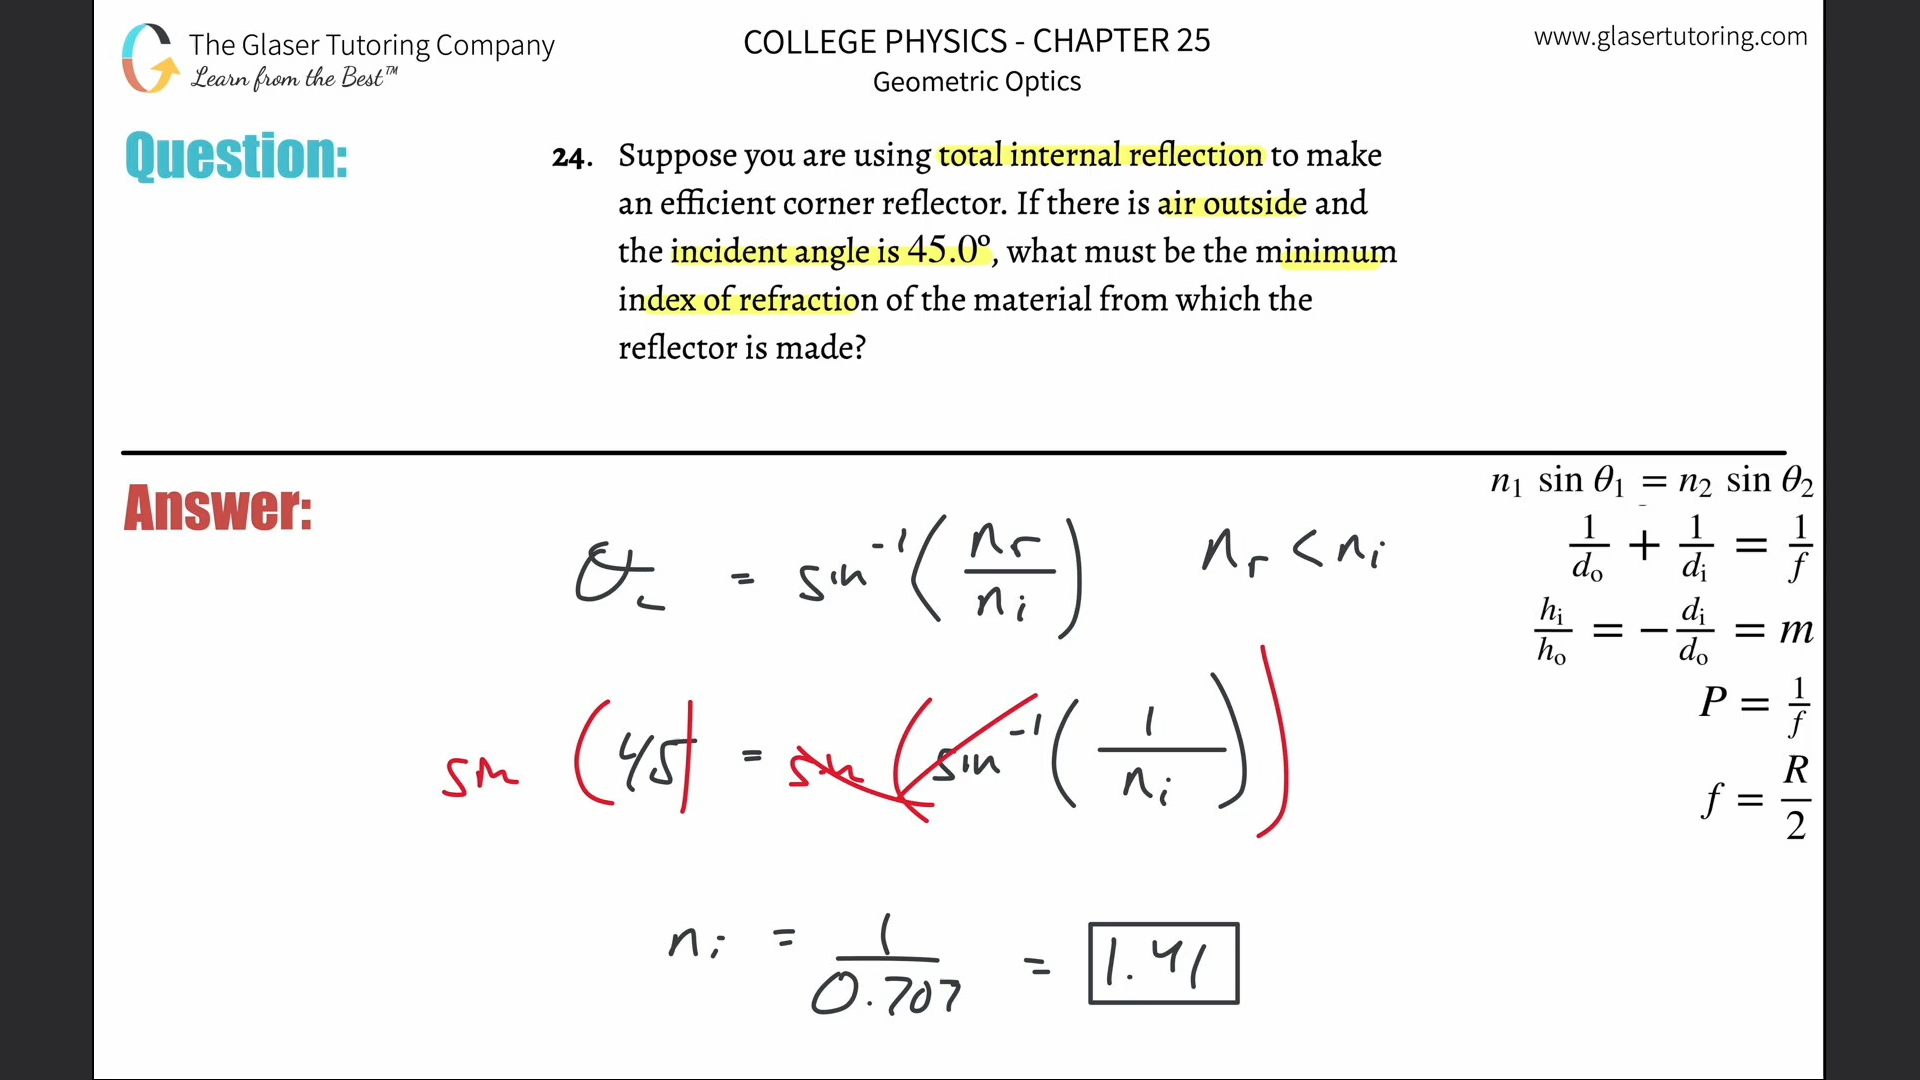 The Glaser Tutoring Company
Learn from the Best™
COLLEGE PHYSICS - CHAPTER 25
Geometric Optics
www.glasertutoring.com
Question:
24. Suppose you are using total internal reflection to make
an efficient corner reflector. If there is air outside and
the incident angle is 45.0º, what must be the minimum
index of refraction of the material from which the
reflector is made?
Answer:
n₁ sin θ₁ = n₂ sin θ₂
1/dₒ + 1/dᵢ = 1/f
hᵢ/hₒ = −dᵢ/dₒ = m
P = 1/f
f = R/2
θc = sin⁻¹(nr/ni)   nr < ni
sin (45) = sin(sin⁻¹(1/ni))
ni = 1/0.707 = 1.41